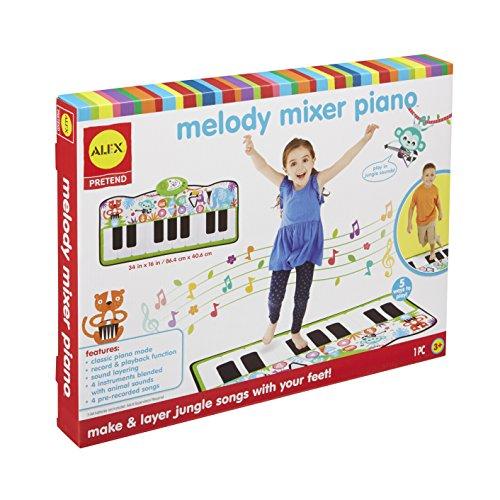 melody mixer piano
ALEX
PRETEND
melody mixer piano
play in
jungle sounds!
34 in x 16 in / 86.4 cm x 40.6 cm
5
ways to
play!
features:
• classic piano mode
• record & playback function
• sound layering
• 4 instruments blended
with animal sounds
• 4 pre-recorded songs
1 PC
3+
make & layer jungle songs with your feet!